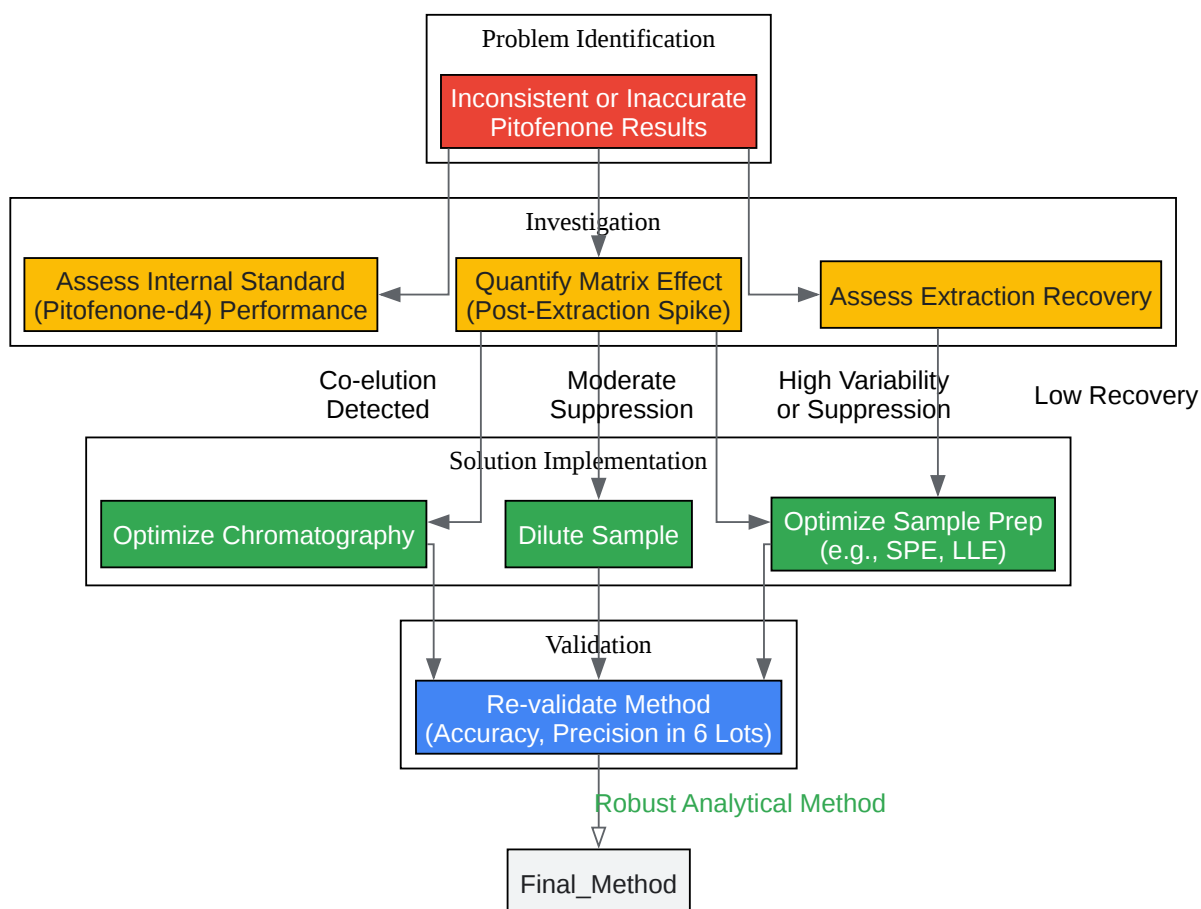 Problem Identification
Inconsistent or Inaccurate
Pitofenone Results
Investigation
Assess Internal Standard
(Pitofenone-d4) Performance
Quantify Matrix Effect
(Post-Extraction Spike)
Assess Extraction Recovery
Co-elution
Detected
Moderate
Suppression
High Variability
or Suppression
Low Recovery
Solution Implementation
Optimize Chromatography
Dilute Sample
Optimize Sample Prep
(e.g., SPE, LLE)
Validation
Re-validate Method
(Accuracy, Precision in 6 Lots)
Robust Analytical Method
Final_Method